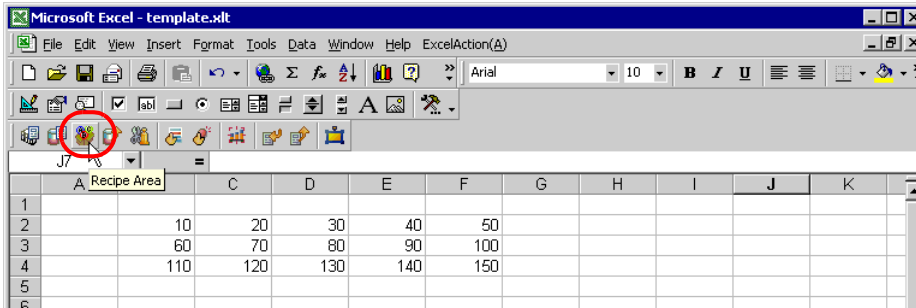 Microsoft Excel - template.xlt
File Edit View Insert Format Tools Data Window Help ExcelAction(A)
Σ fx Arial 10 B I U
ab A
J7 =
Recipe Area
A C D E F G H I J K
1
2 10 20 30 40 50
3 60 70 80 90 100
4 110 120 130 140 150
5
6